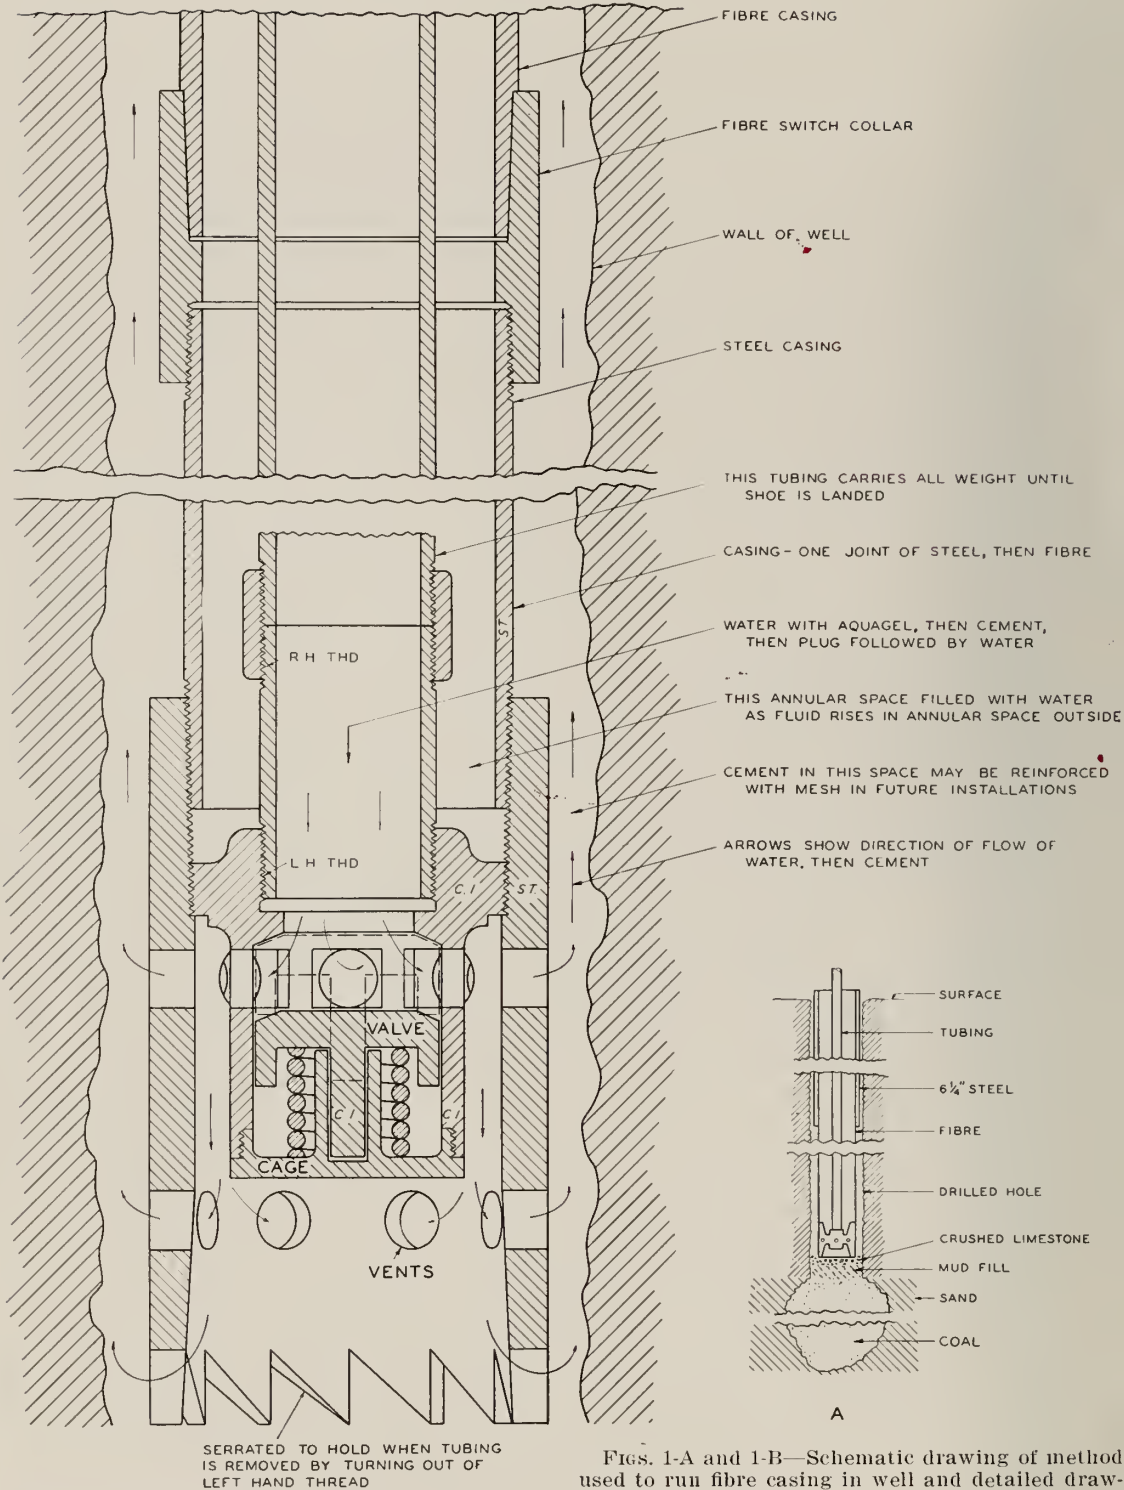 FIBRE CASING
FIBRE SWITCH COLLAR
WALL OF WELL
STEEL CASING
THIS TUBING CARRIES ALL WEIGHT UNTIL
SHOE IS LANDED
CASING - ONE JOINT OF STEEL, THEN FIBRE
ST.
WATER WITH AQUAGEL, THEN CEMENT,
THEN PLUG FOLLOWED BY WATER
R H THD
THIS ANNULAR SPACE FILLED WITH WATER
AS FLUID RISES IN ANNULAR SPACE OUTSIDE
CEMENT IN THIS SPACE MAY BE REINFORCED
WITH MESH IN FUTURE INSTALLATIONS
ARROWS SHOW DIRECTION OF FLOW OF
WATER, THEN CEMENT
L H THD
C.I
ST.
VALVE
C I
C I
CAGE
VENTS
SERRATED TO HOLD WHEN TUBING
IS REMOVED BY TURNING OUT OF
LEFT HAND THREAD
SURFACE
TUBING
6¼" STEEL
FIBRE
DRILLED HOLE
CRUSHED LIMESTONE
MUD FILL
SAND
COAL
A
FIGS. 1-A and 1-B—Schematic drawing of method
used to run fibre casing in well and detailed draw-